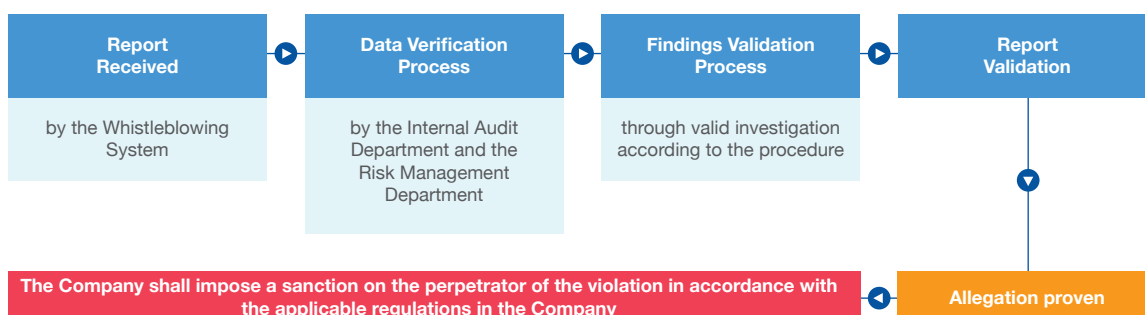 Report
Received
Data Verification
Process
Findings Validation
Process
Report
Validation
by the Whistleblowing
System
by the Internal Audit
Department and the
Risk Management
Department
through valid investigation
according to the procedure
The Company shall impose a sanction on the perpetrator of the violation in accordance with
the applicable regulations in the Company
Allegation proven